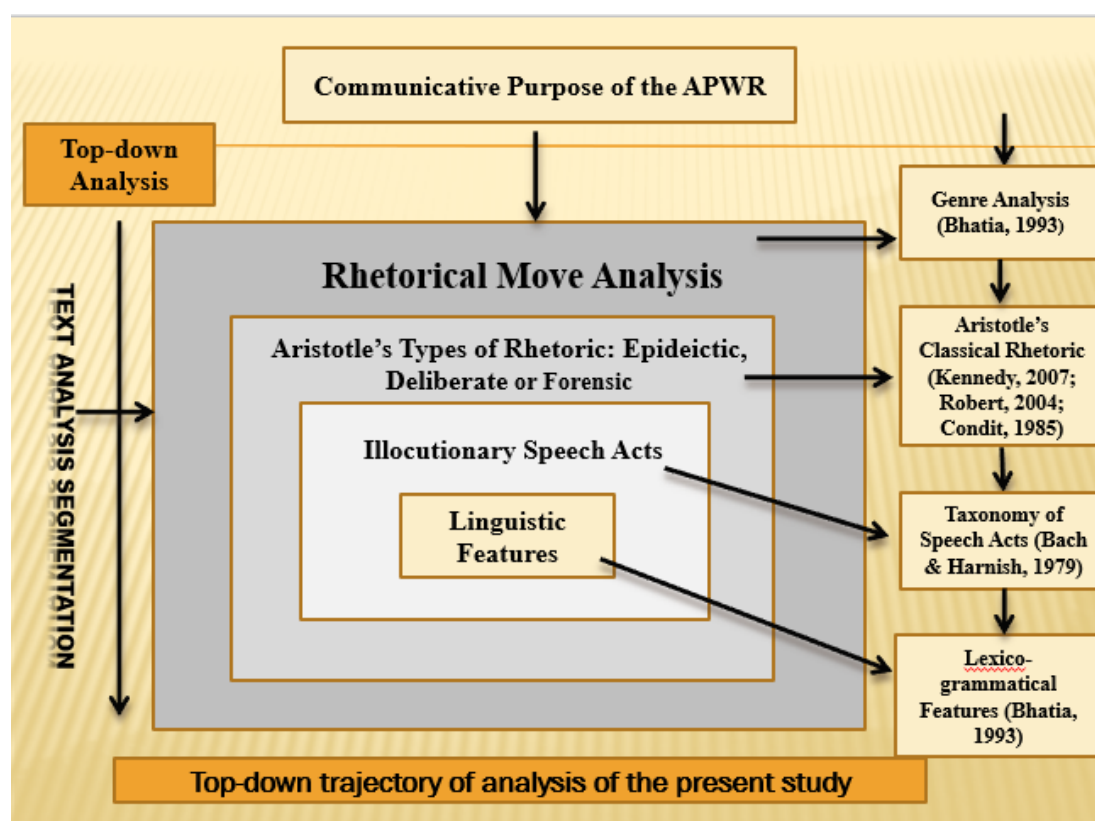 Communicative Purpose of the APWR
Top-down
Analysis
TEXT ANALYSIS SEGMENTATION
Rhetorical Move Analysis
Aristotle's Types of Rhetoric: Epideictic,
Deliberate or Forensic
Illocutionary Speech Acts
Linguistic
Features
Genre Analysis
(Bhatia, 1993)
Aristotle's
Classical Rhetoric
(Kennedy, 2007;
Robert, 2004;
Condit, 1985)
Taxonomy of
Speech Acts (Bach
& Harnish, 1979)
Lexico-
grammatical
Features (Bhatia,
1993)
Top-down trajectory of analysis of the present study